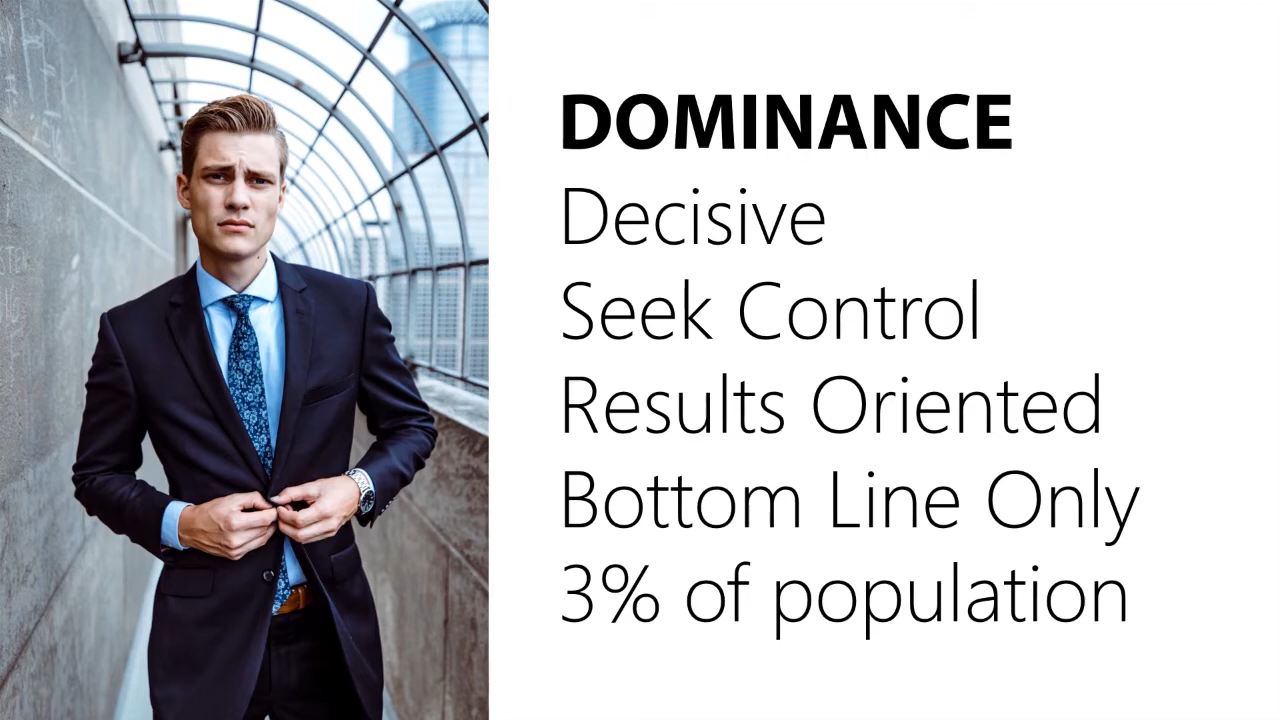 DOMINANCE
Decisive
Seek Control
Results Oriented
Bottom Line Only
3% of population